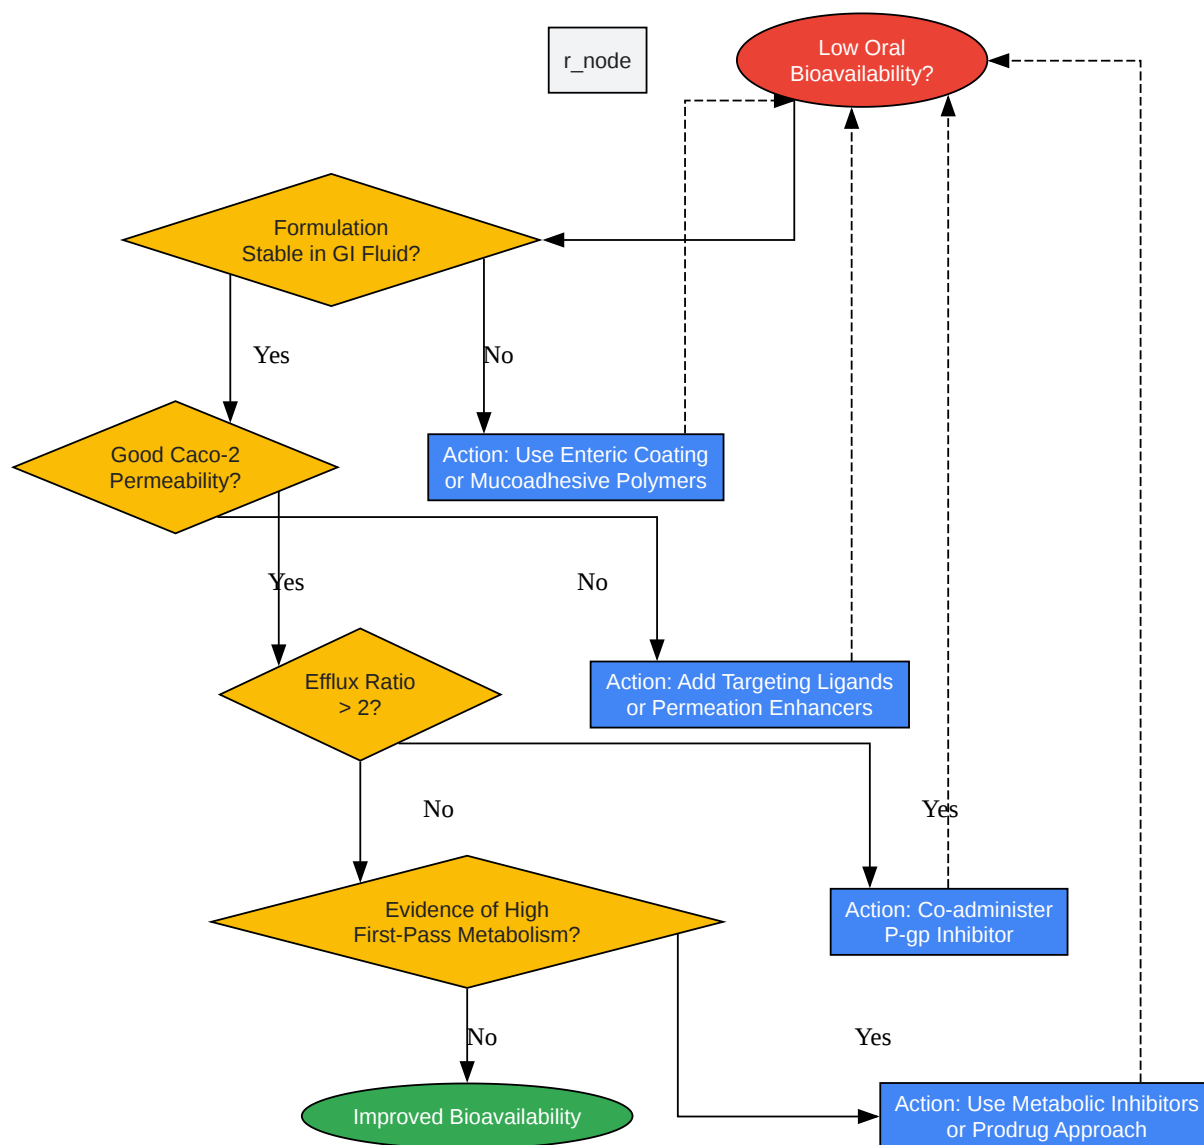 r_node
Low Oral
Bioavailability?
Formulation
Stable in GI Fluid?
Yes
No
Good Caco-2
Permeability?
Action: Use Enteric Coating
or Mucoadhesive Polymers
Yes
No
Efflux Ratio
> 2?
Action: Add Targeting Ligands
or Permeation Enhancers
No
Yes
Evidence of High
First-Pass Metabolism?
Action: Co-administer
P-gp Inhibitor
No
Yes
Improved Bioavailability
Action: Use Metabolic Inhibitors
or Prodrug Approach